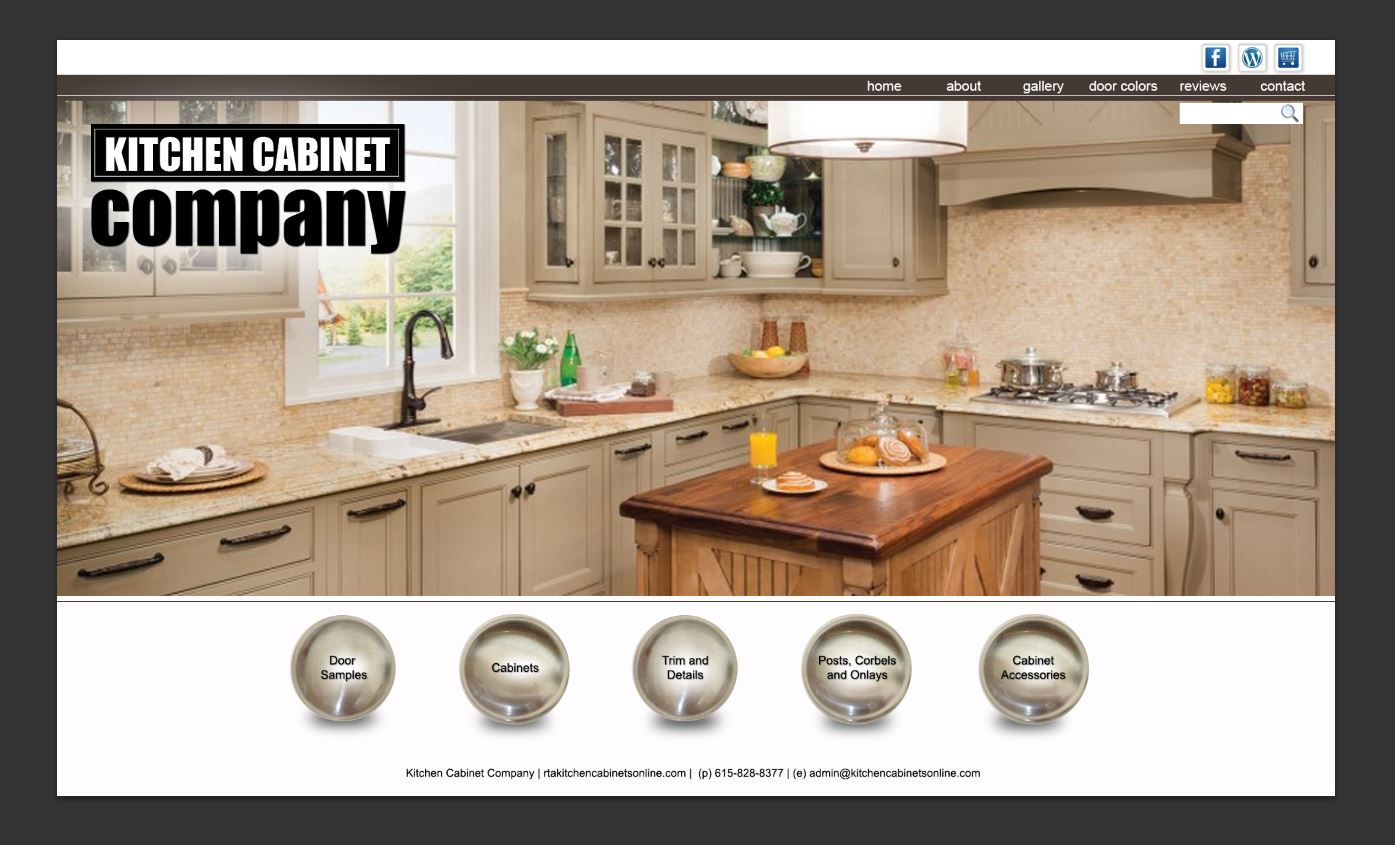 home about gallery door colors reviews contact
KITCHEN CABINET
company
Door
Samples
Cabinets
Trim and
Details
Posts, Corbels
and Onlays
Cabinet
Accessories
Kitchen Cabinet Company | rtakitchencabinetsonline.com | (p) 615-828-8377 | (e) admin@kitchencabinetsonline.com